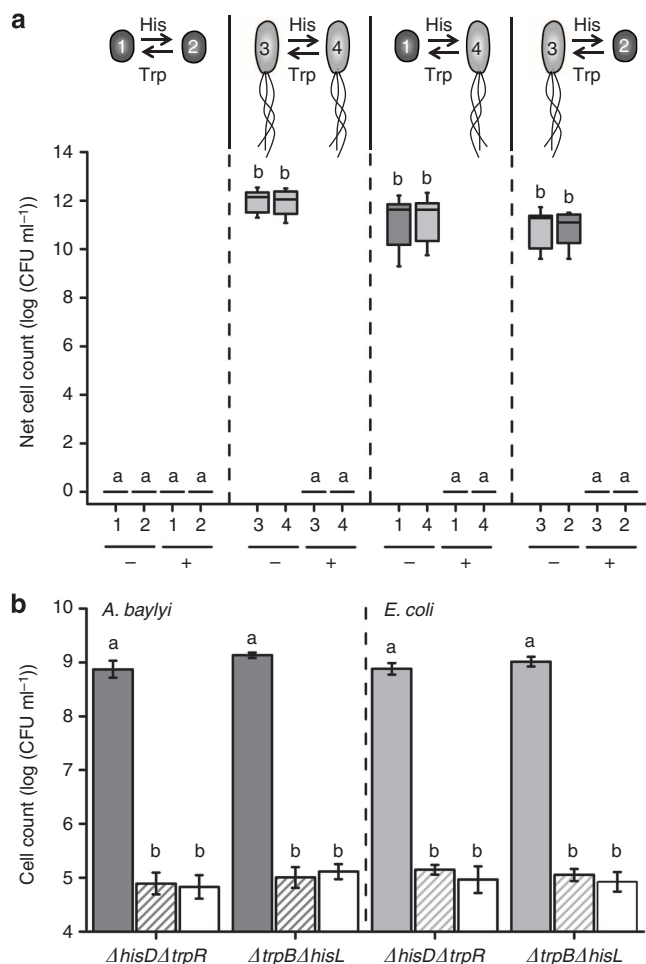 a
His His His His
1 2 3 4 1 4 3 2
Trp Trp Trp Trp
14
12
10
8
6
4
2
0
Net cell count (log (CFU ml−1))
b b b b b b
a a a a a a a a a a
1 2 1 2 3 4 3 4 1 4 1 4 3 2 3 2
− + − + − + − +
b
A. baylyi E. coli
10
9
8
7
6
5
4
Cell count (log (CFU ml−1))
a a a a
b b b b b b b b
ΔhisDΔtrpR ΔtrpBΔhisL ΔhisDΔtrpR ΔtrpBΔhisL